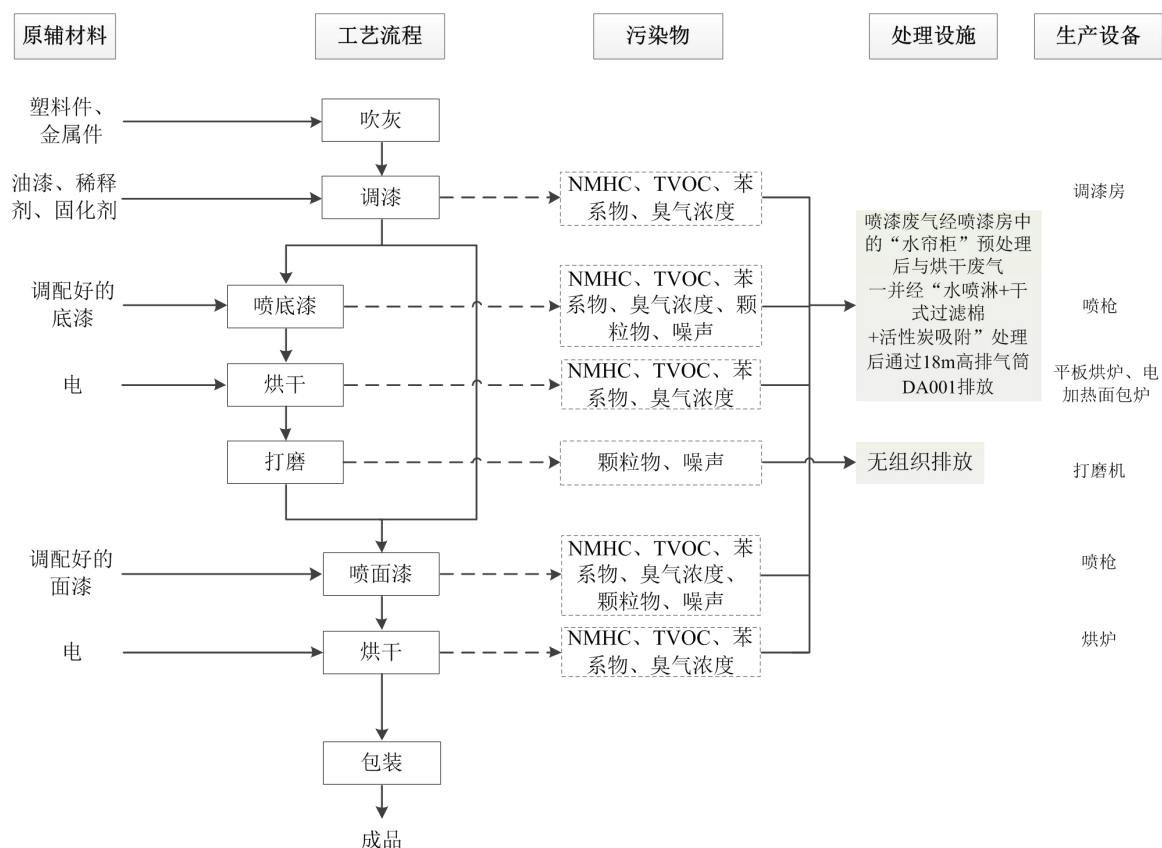 原辅材料
工艺流程
污染物
处理设施
生产设备
塑料件、
金属件
吹灰
油漆、稀释
剂、固化剂
调漆
NMHC、TVOC、苯
系物、臭气浓度
调漆房
喷漆废气经喷漆房中
的“水帘柜”预处理
后与烘干废气
一并经“水喷淋+干
式过滤棉
+活性炭吸附”处理
后通过18m高排气筒
DA001排放
调配好的
底漆
喷底漆
NMHC、TVOC、苯
系物、臭气浓度、颗
粒物、噪声
喷枪
电
烘干
NMHC、TVOC、苯
系物、臭气浓度
平板烘炉、电
加热面包炉
打磨
颗粒物、噪声
无组织排放
打磨机
调配好的
面漆
喷面漆
NMHC、TVOC、苯
系物、臭气浓度、
颗粒物、噪声
喷枪
电
烘干
NMHC、TVOC、苯
系物、臭气浓度
烘炉
包装
成品